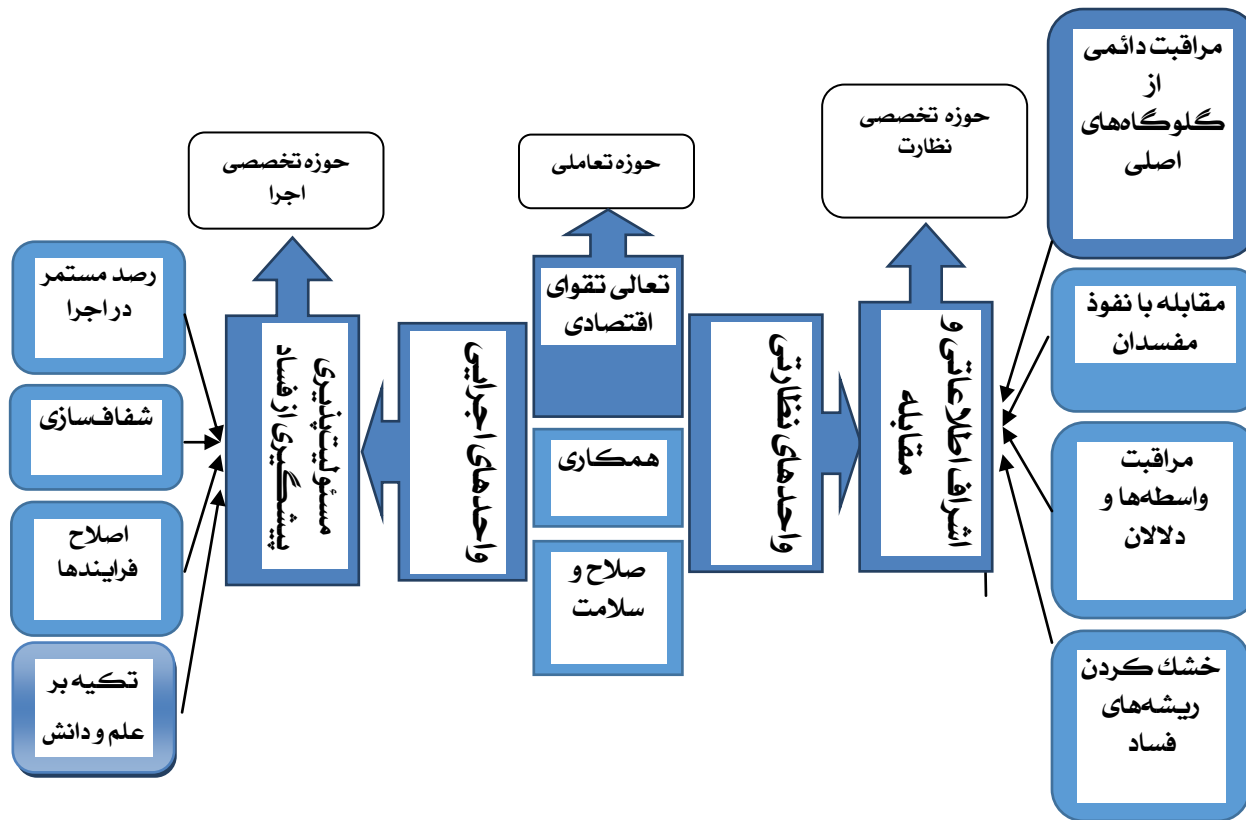 مراقبت دائمی
از
گلوگاه‌های
اصلی
مقابله با نفوذ
مفسدان
مراقبت
واسطه‌ها و
دلالان
خشك كردن
ریشه‌های
فساد
حوزه تخصصی
نظارت
اشراف اطلاعاتی و
مقابله
واحدهای نظارتی
حوزه تعاملی
تعالی تقوای
اقتصادی
همکاری
صلاح و
سلامت
واحدهای اجرایی
حوزه تخصصی
اجرا
مسئولیت‌پذیری
پیشگیری از فساد
رصد مستمر
در اجرا
شفاف‌سازی
اصلاح
فرایندها
تکیه بر
علم و دانش